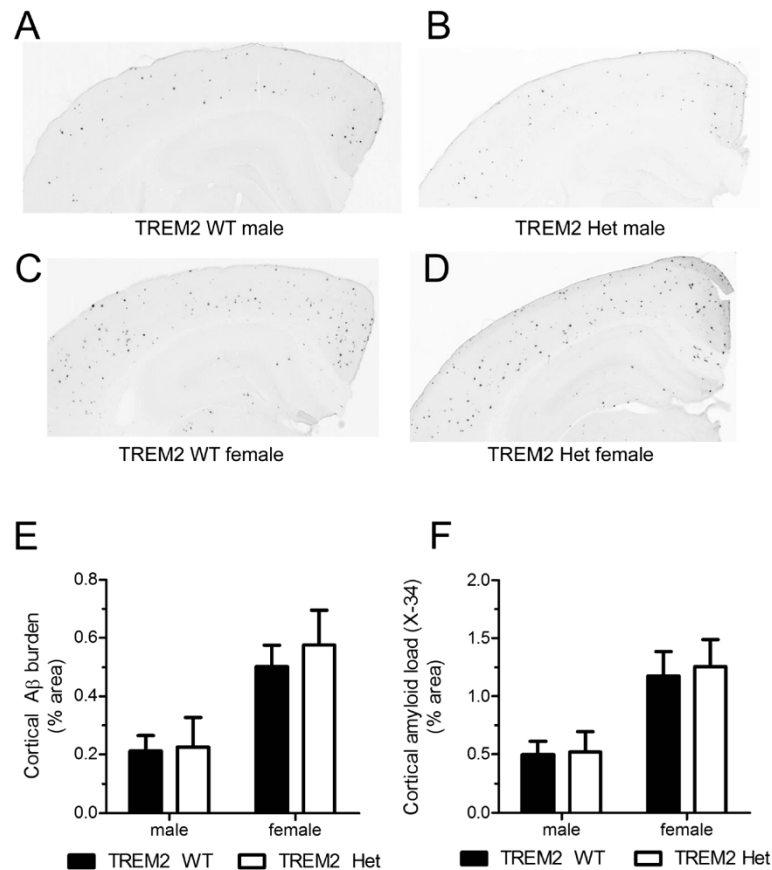 A
B
TREM2 WT male
TREM2 Het male
C
D
TREM2 WT female
TREM2 Het female
E
Cortical Aβ burden
(% area)
0.8
0.6
0.4
0.2
0.0
male
female
TREM2 WT
TREM2 Het
F
Cortical amyloid load (X-34)
(% area)
2.0
1.5
1.0
0.5
0.0
male
female
TREM2 WT
TREM2 Het